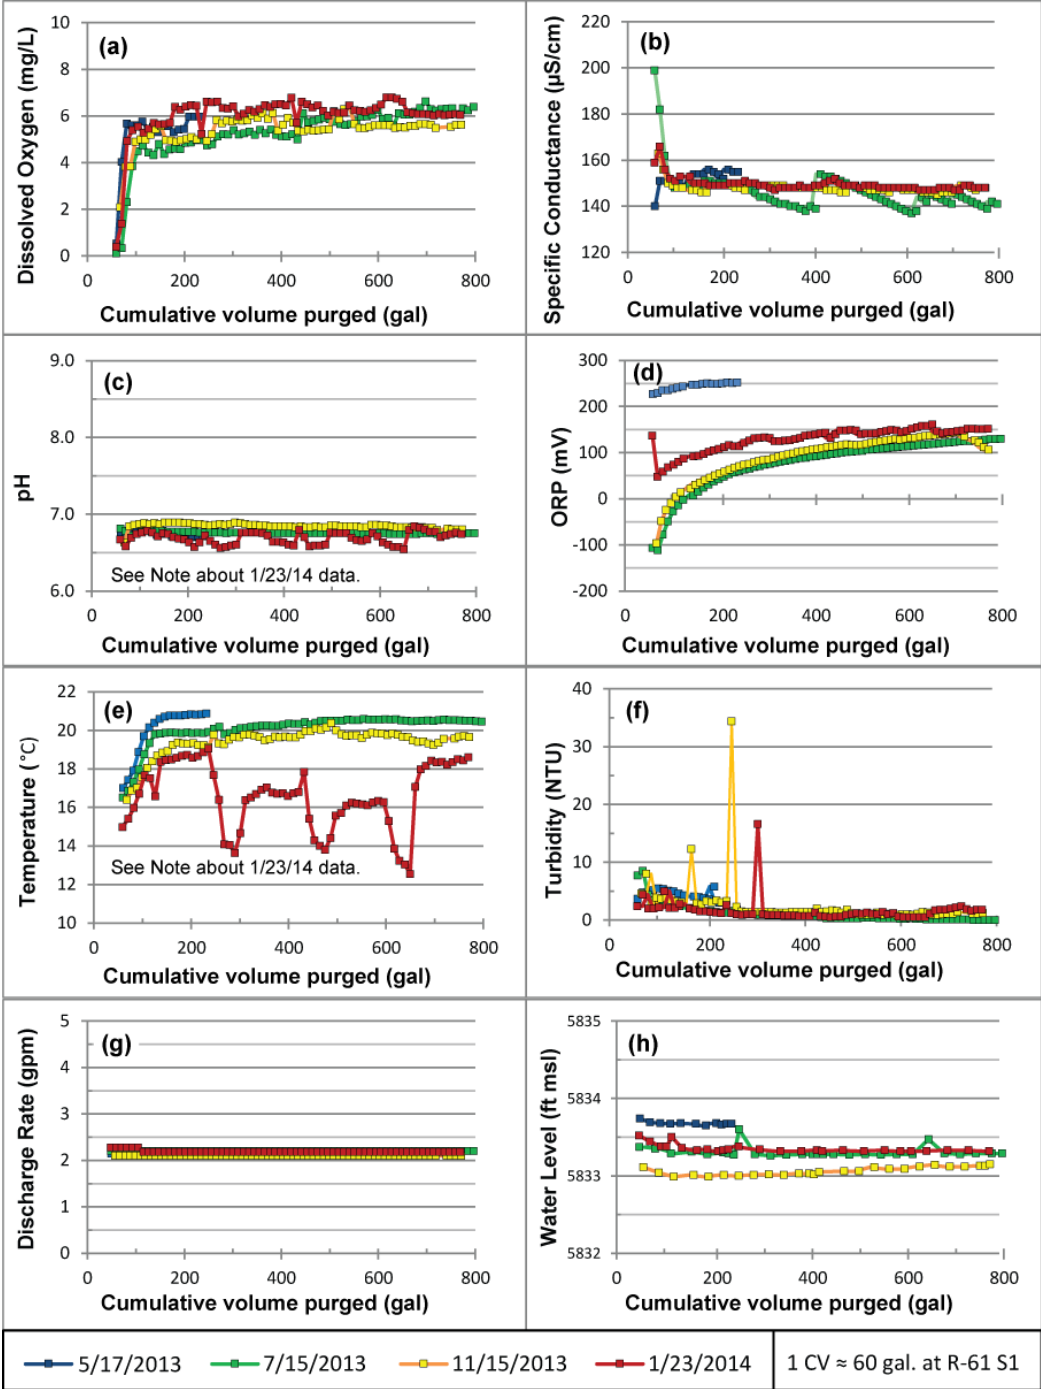 (a)
Dissolved Oxygen (mg/L)
10
8
6
4
2
0
0 200 400 600 800
Cumulative volume purged (gal)
(b)
Specific Conductance (µS/cm)
220
200
180
160
140
120
0 200 400 600 800
Cumulative volume purged (gal)
(c)
pH
9.0
8.0
7.0
6.0
See Note about 1/23/14 data.
0 200 400 600 800
Cumulative volume purged (gal)
(d)
ORP (mV)
300
200
100
0
-100
-200
0 200 400 600 800
Cumulative volume purged (gal)
(e)
Temperature (°C)
22
20
18
16
14
12
10
See Note about 1/23/14 data.
0 200 400 600 800
Cumulative volume purged (gal)
(f)
Turbidity (NTU)
40
30
20
10
0
0 200 400 600 800
Cumulative volume purged (gal)
(g)
Discharge Rate (gpm)
5
4
3
2
1
0
0 200 400 600 800
Cumulative volume purged (gal)
(h)
Water Level (ft msl)
5835
5834
5833
5832
0 200 400 600 800
Cumulative volume purged (gal)
5/17/2013 7/15/2013 11/15/2013 1/23/2014
1 CV ≈ 60 gal. at R-61 S1